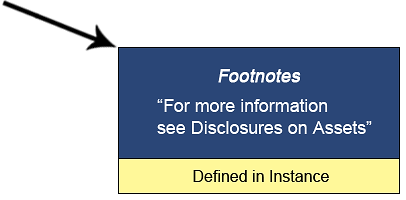 Footnotes
“For more information
see Disclosures on Assets”
Defined in Instance